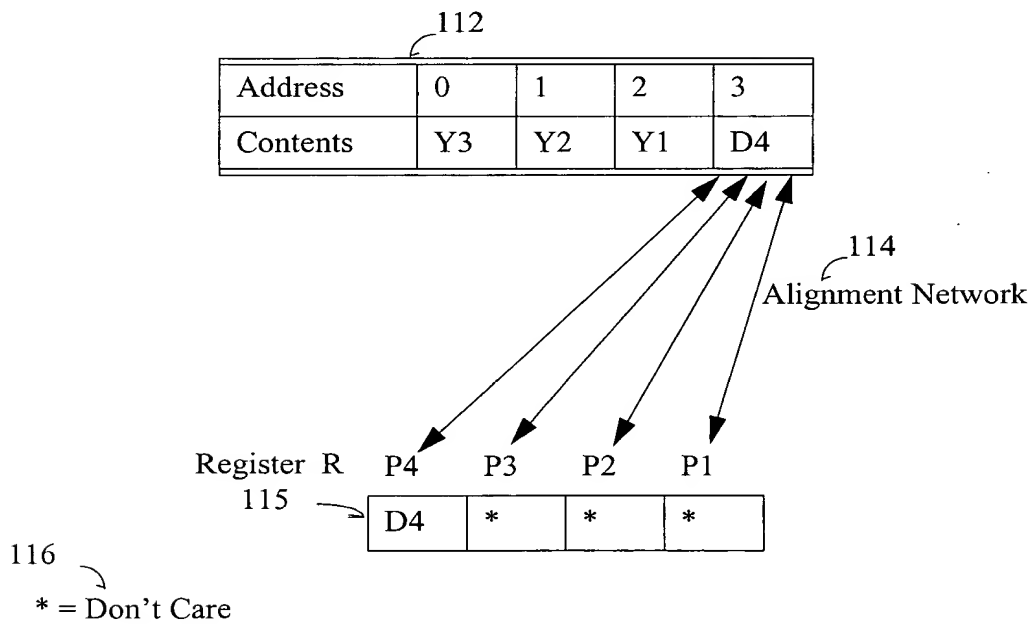 112
Address 0 1 2 3
Contents Y3 Y2 Y1 D4
114
Alignment Network
Register R P4 P3 P2 P1
115
D4 * * *
116
* = Don't Care